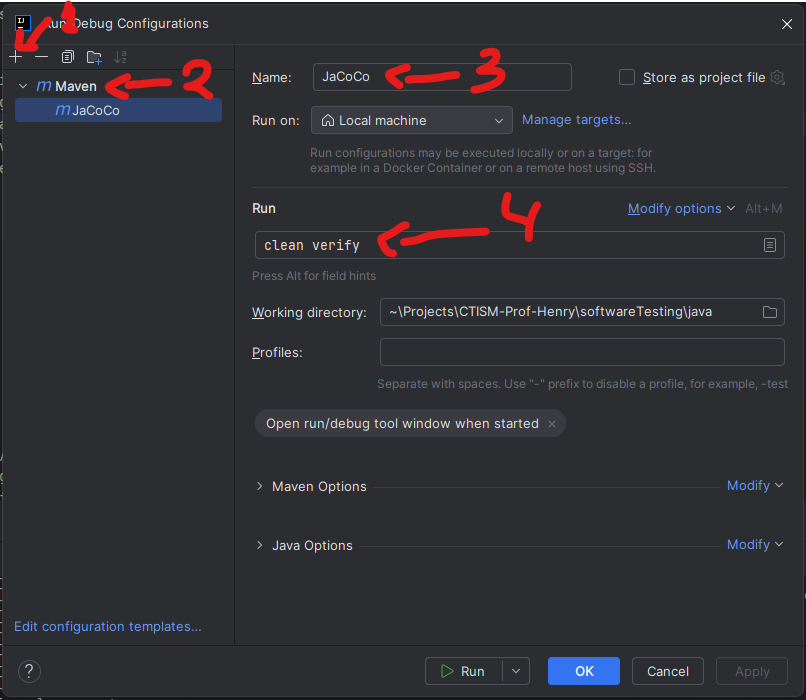 1
Run/Debug Configurations
Maven
2
JaCoCo
Name:
JaCoCo
3
Store as project file
Run on:
Local machine
Manage targets...
Run configurations may be executed locally or on a target: for
example in a Docker Container or on a remote host using SSH.
Run
4
Modify options
Alt+M
clean verify
Press Alt for field hints
Working directory:
~\Projects\CTISM-Prof-Henry\softwareTesting\java
Profiles:
Separate with spaces. Use "-" prefix to disable a profile, for example, -test
Open run/debug tool window when started
Maven Options
Modify
Java Options
Modify
Edit configuration templates...
?
Run
OK
Cancel
Apply